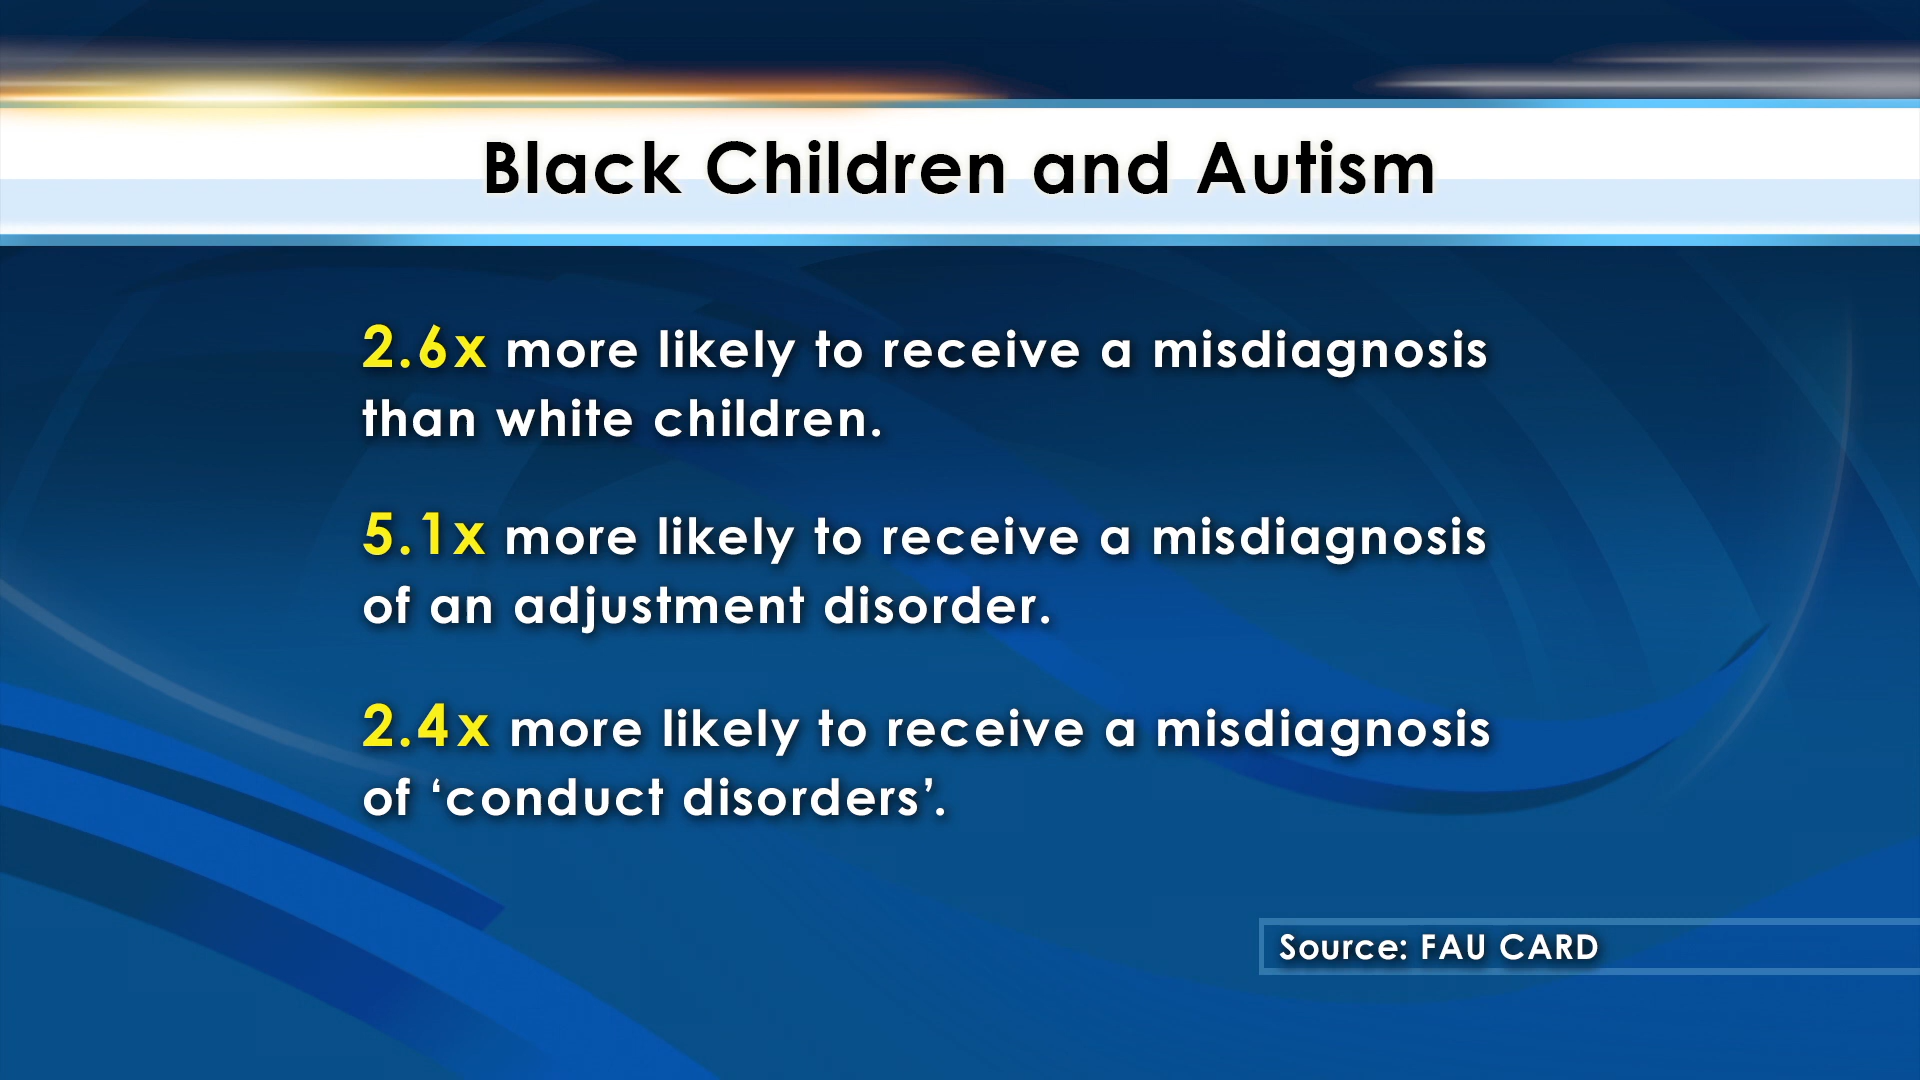 Black Children and Autism
2.6x more likely to receive a misdiagnosis
than white children.
5.1x more likely to receive a misdiagnosis
of an adjustment disorder.
2.4x more likely to receive a misdiagnosis
of ‘conduct disorders’.
Source: FAU CARD